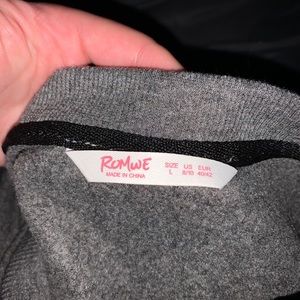 ROMWE
MADE IN CHINA
SIZE US EUR
L 8/10 40/42